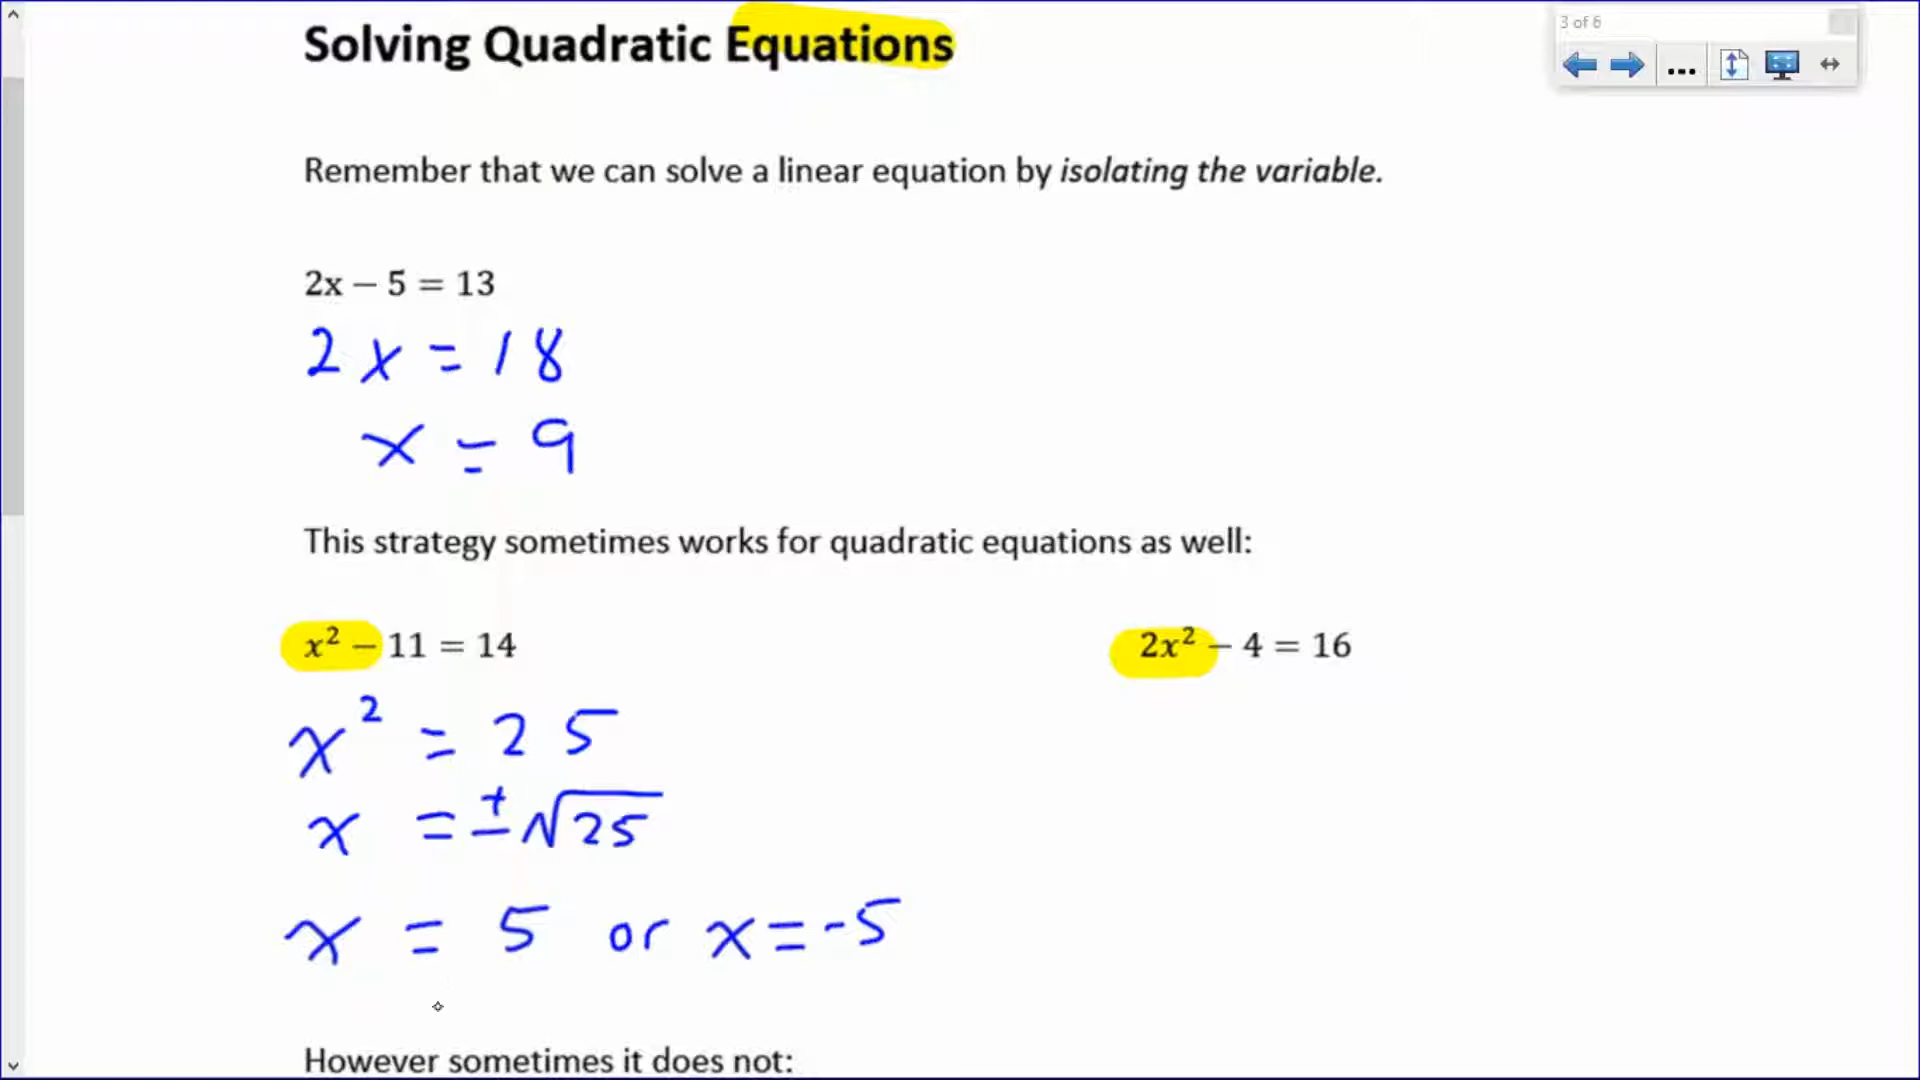 Solving Quadratic Equations
3 of 6
Remember that we can solve a linear equation by isolating the variable.
2x − 5 = 13
2x = 18
x = 9
This strategy sometimes works for quadratic equations as well:
x² − 11 = 14
2x² − 4 = 16
x² = 25
x = ±√25
x = 5 or x = -5
However sometimes it does not: